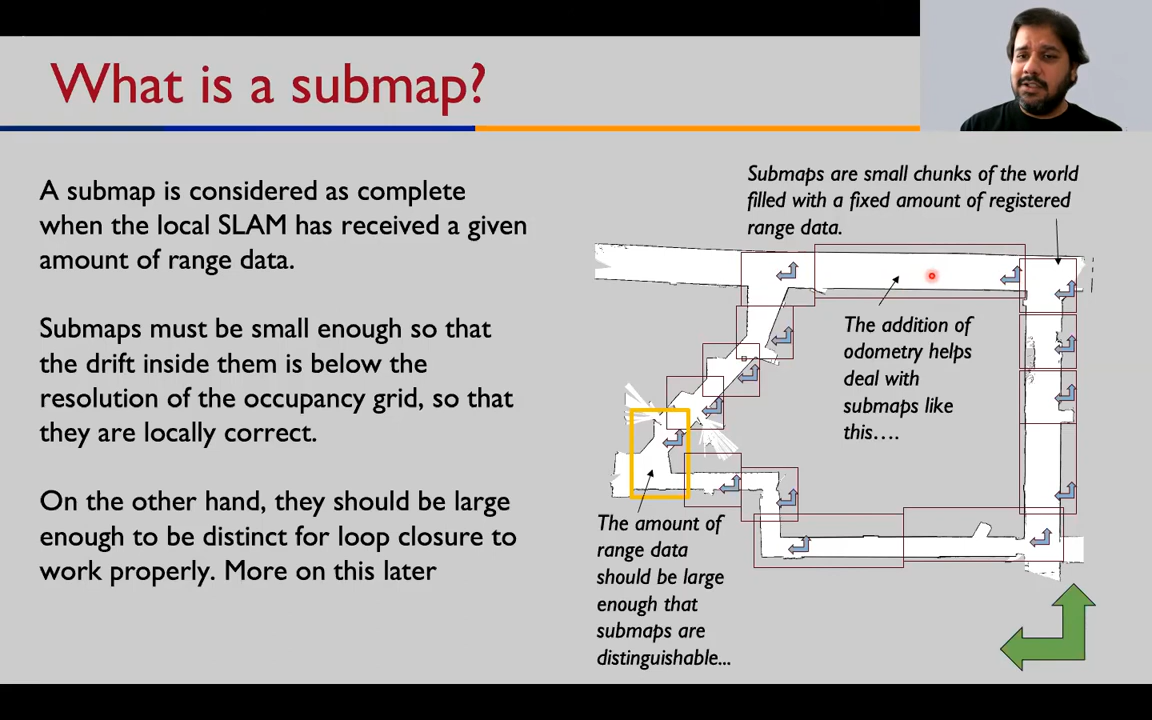 What is a submap?
A submap is considered as complete
when the local SLAM has received a given
amount of range data.
Submaps must be small enough so that
the drift inside them is below the
resolution of the occupancy grid, so that
they are locally correct.
On the other hand, they should be large
enough to be distinct for loop closure to
work properly. More on this later
Submaps are small chunks of the world
filled with a fixed amount of registered
range data.
The addition of
odometry helps
deal with
submaps like
this....
The amount of
range data
should be large
enough that
submaps are
distinguishable...